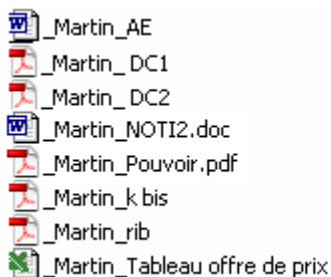 _Martin_AE
_Martin_ DC1
_Martin_ DC2
_Martin_NOTI2.doc
_Martin_Pouvoir.pdf
_Martin_k bis
_Martin_rib
_Martin_Tableau offre de prix